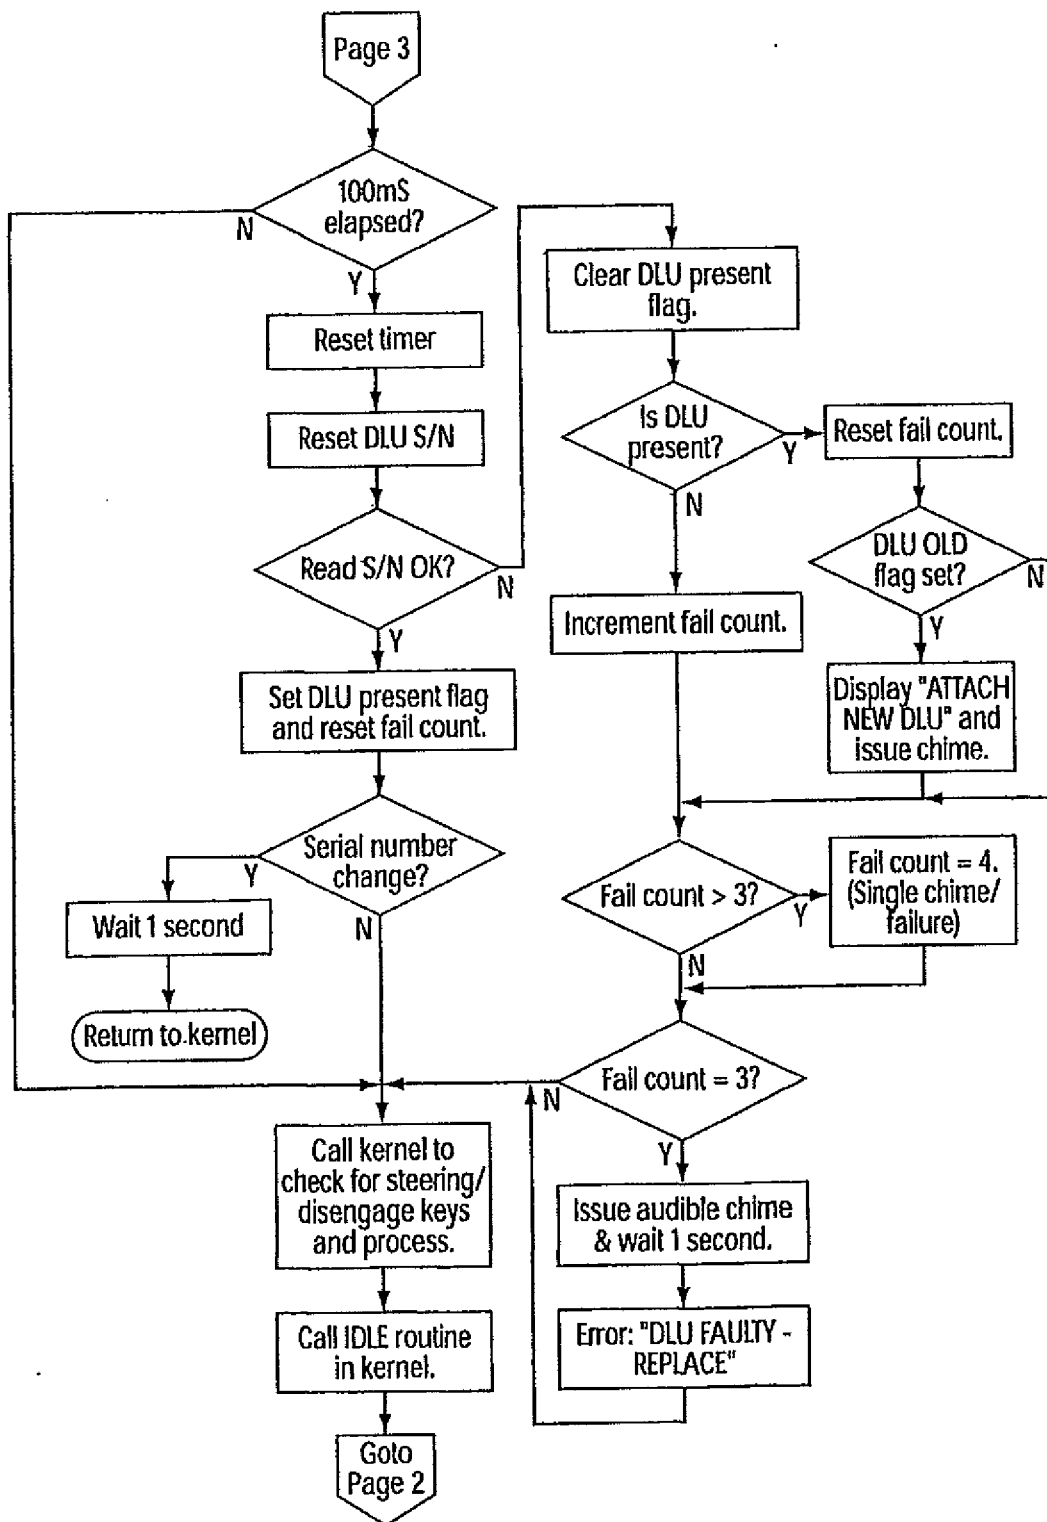 Page 3
100mS
elapsed?
N
Y
Reset timer
Reset DLU S/N
Read S/N OK?
N
Y
Set DLU present flag
and reset fail count.
Serial number
change?
Y
N
Wait 1 second
Return to kernel
Call kernel to
check for steering/
disengage keys
and process.
Call IDLE routine
in kernel.
Goto
Page 2
Clear DLU present
flag.
Is DLU
present?
Y
N
Reset fail count.
DLU OLD
flag set?
N
Y
Display "ATTACH
NEW DLU" and
issue chime.
Increment fail count.
Fail count > 3?
Y
N
Fail count = 4.
(Single chime/
failure)
Fail count = 3?
N
Y
Issue audible chime
& wait 1 second.
Error: "DLU FAULTY -
REPLACE"